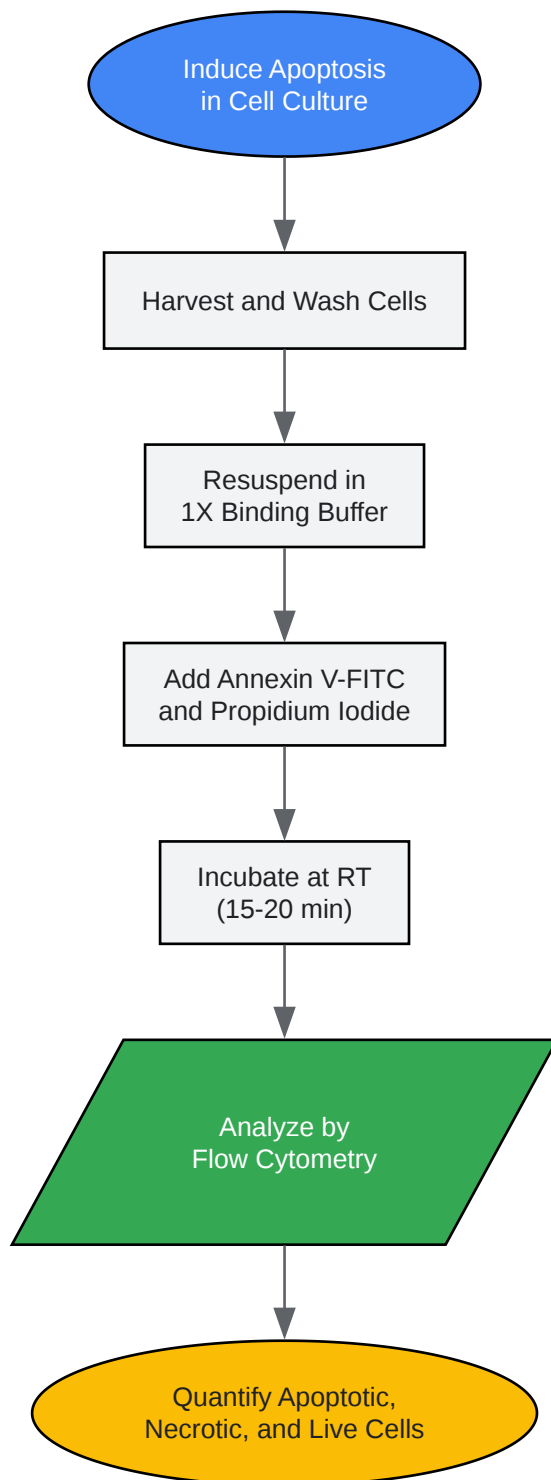 Induce Apoptosis
in Cell Culture
Harvest and Wash Cells
Resuspend in
1X Binding Buffer
Add Annexin V-FITC
and Propidium Iodide
Incubate at RT
(15-20 min)
Analyze by
Flow Cytometry
Quantify Apoptotic,
Necrotic, and Live Cells